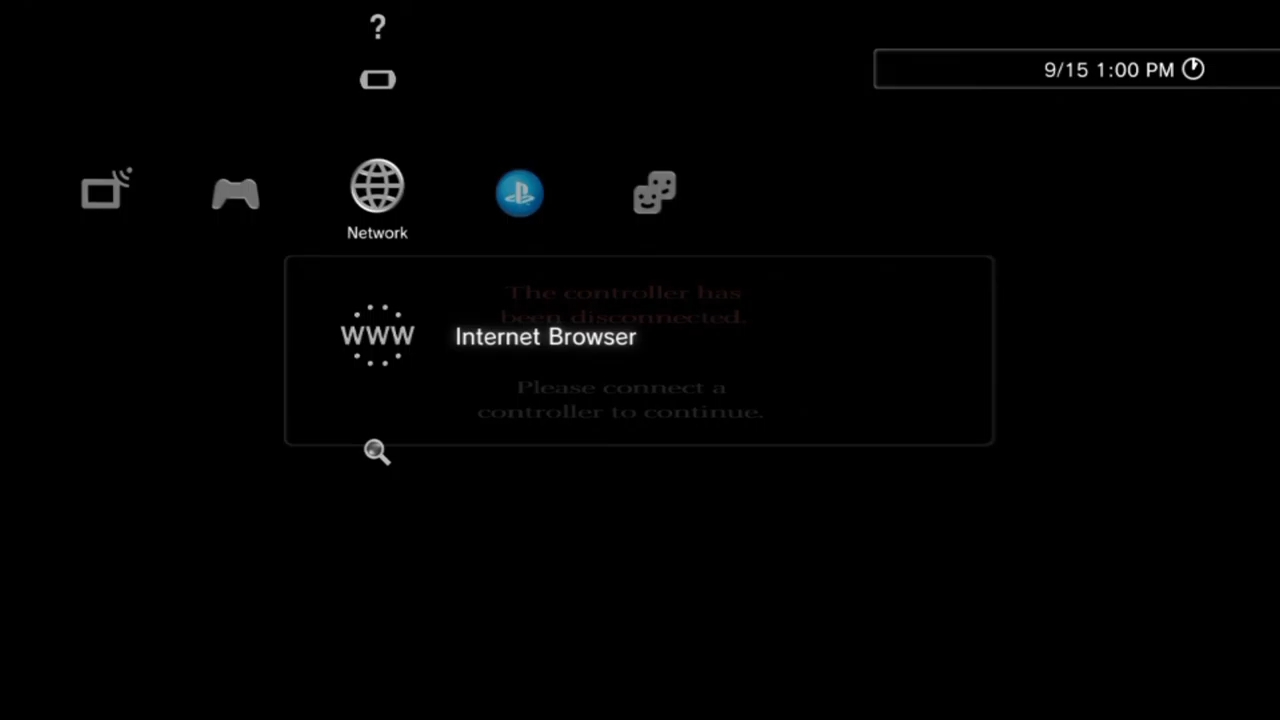 ?
9/15 1:00 PM
Network
The controller has
been disconnected.
WWW
Internet Browser
Please connect a
controller to continue.